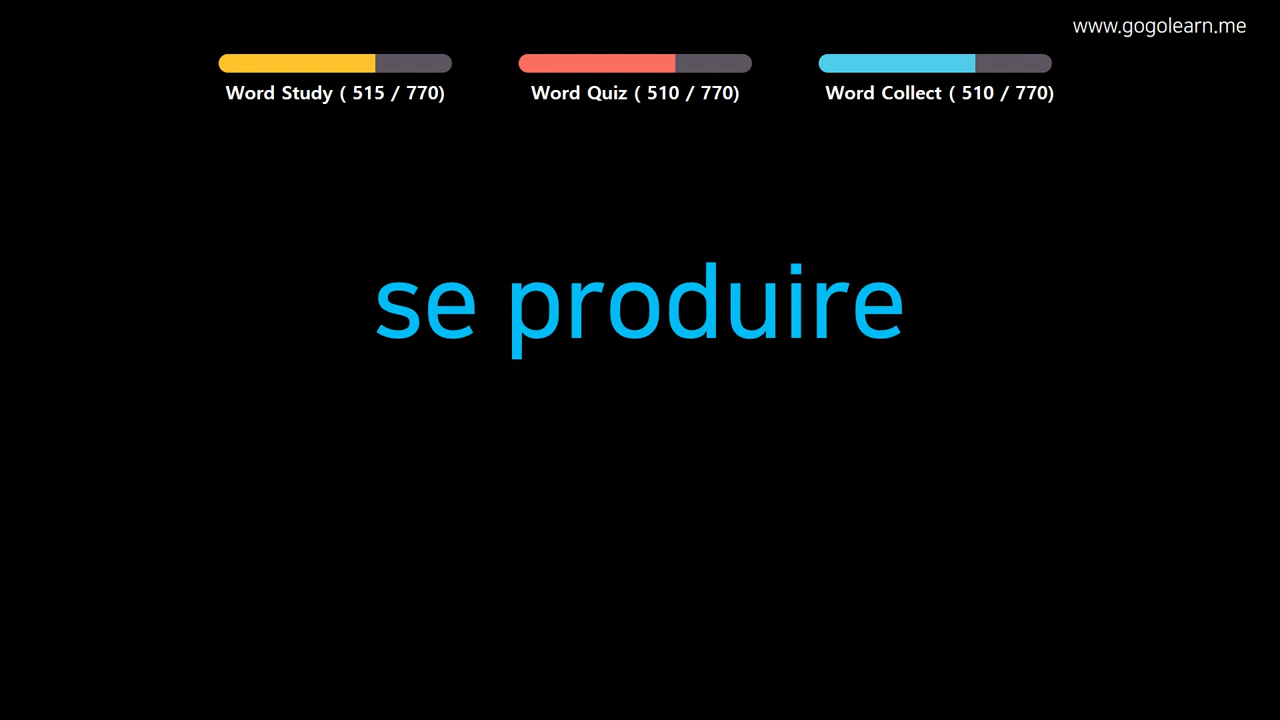 www.gogolearn.me
Word Study ( 515 / 770)
Word Quiz ( 510 / 770)
Word Collect ( 510 / 770)
se produire